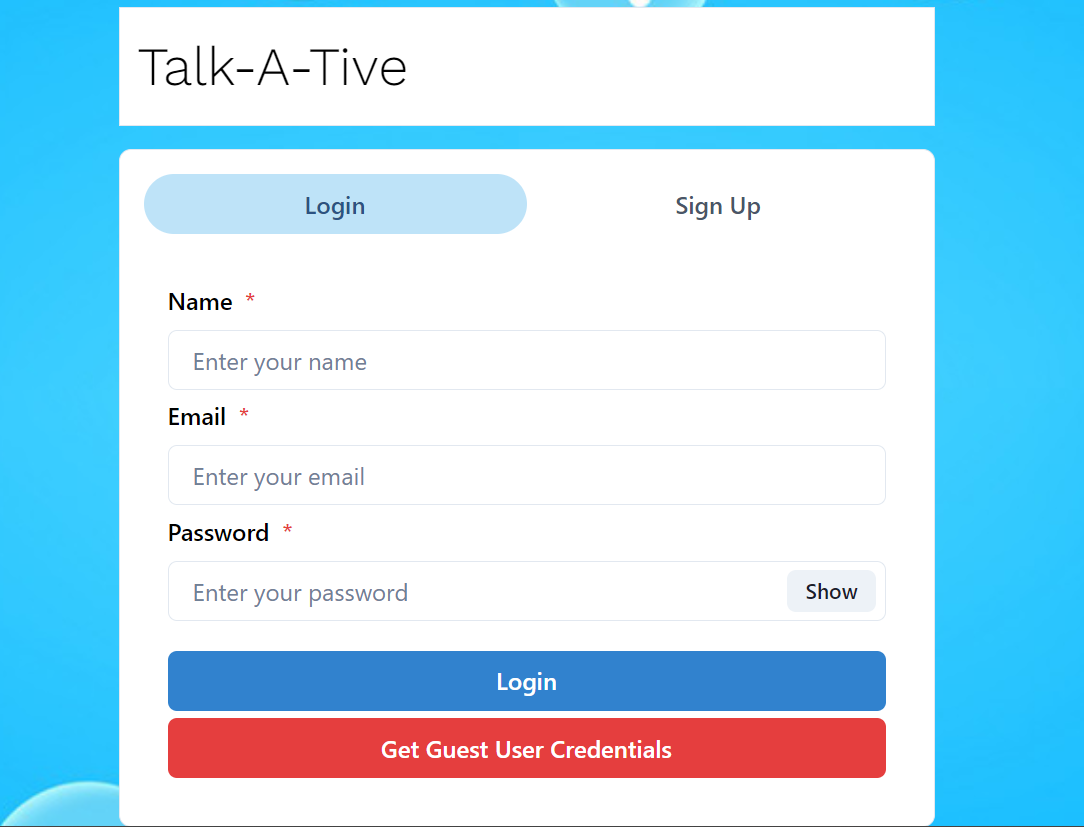 Talk-A-Tive
Login
Sign Up
Name *
Enter your name
Email *
Enter your email
Password *
Enter your password
Show
Login
Get Guest User Credentials